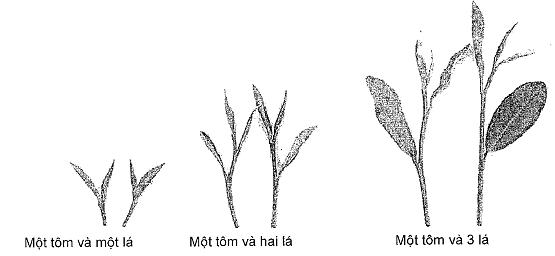 Một tôm và một lá
Một tôm và hai lá
Một tôm và 3 lá